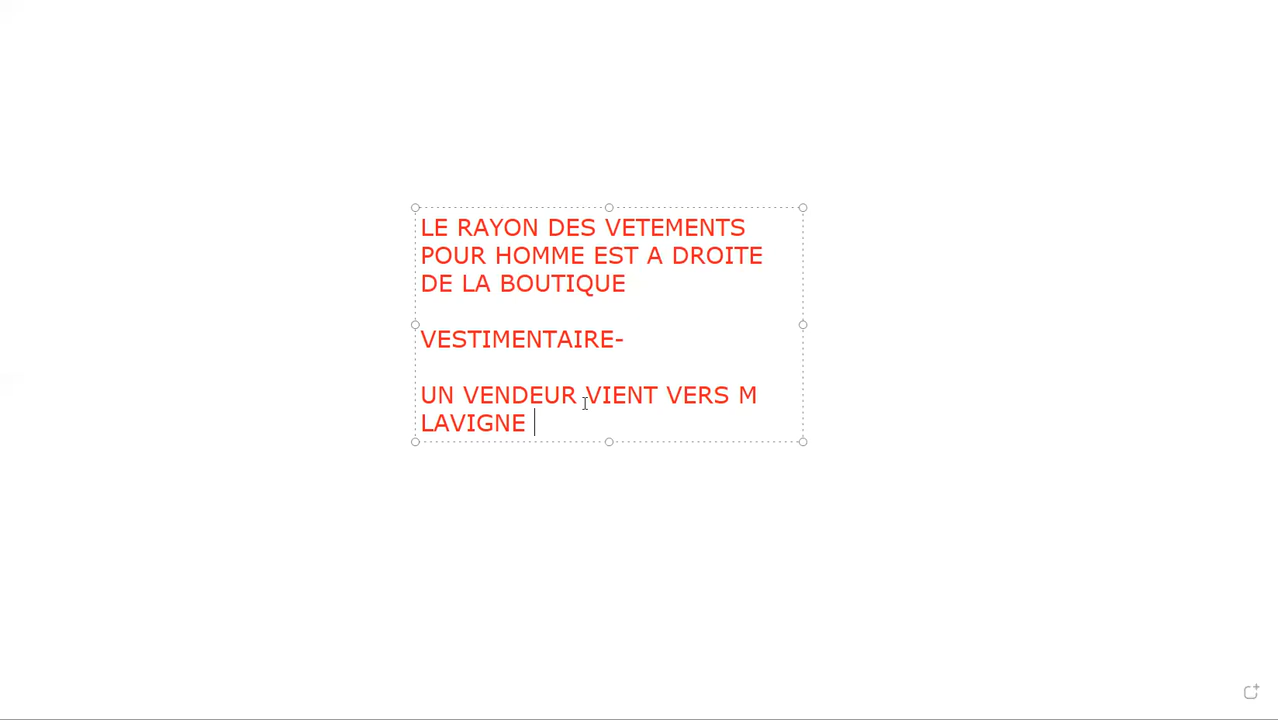 LE RAYON DES VETEMENTS
POUR HOMME EST A DROITE
DE LA BOUTIQUE
VESTIMENTAIRE-
UN VENDEUR VIENT VERS M
LAVIGNE